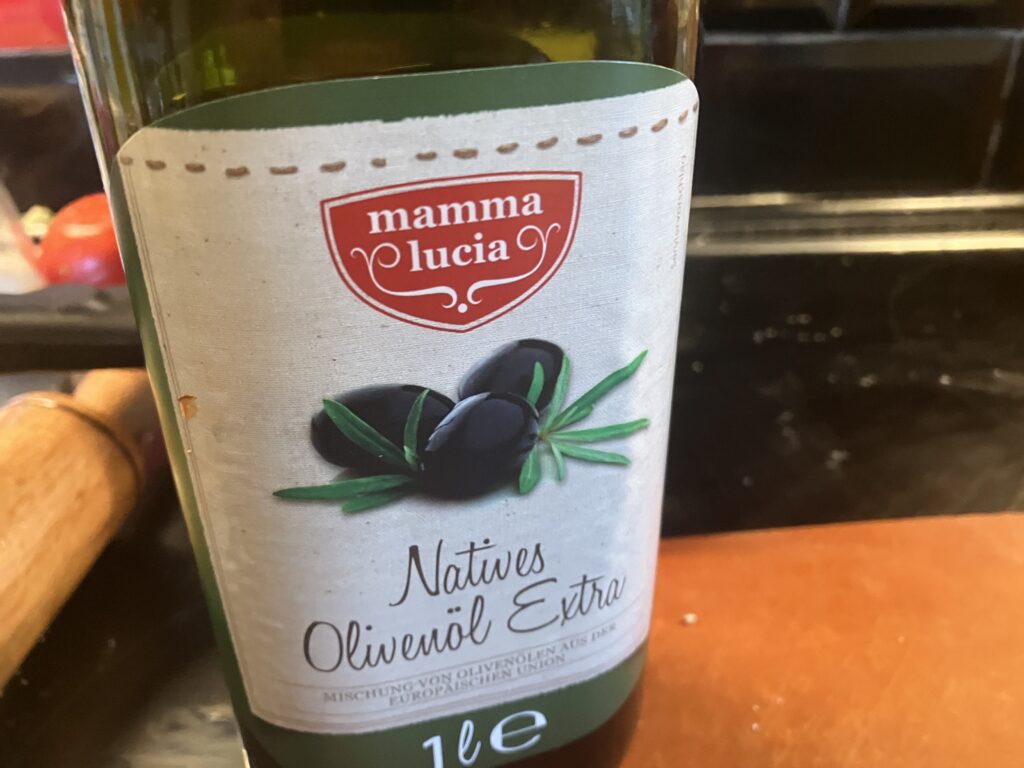 mamma
lucia
Natives
Olivenöl Extra
MISCHUNG VON OLIVENÖLEN AUS DER
EUROPÄISCHEN UNION
1ℓ e